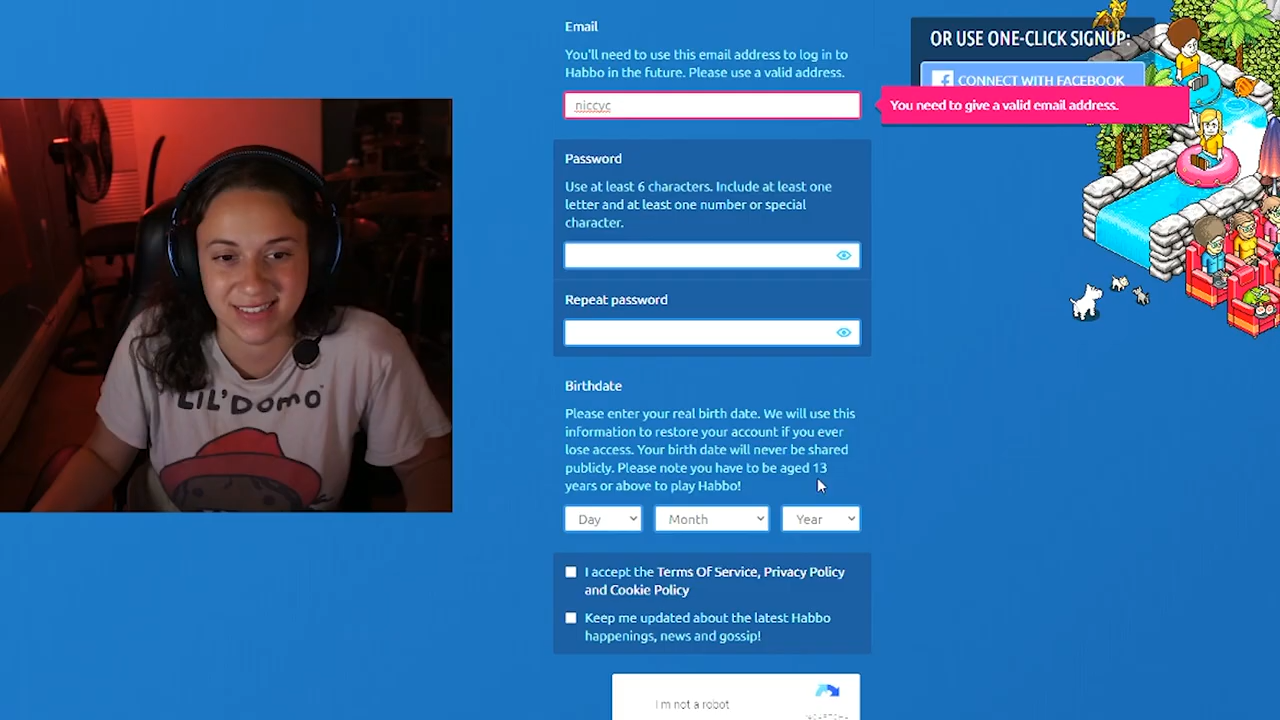 Email
You'll need to use this email address to log in to
Habbo in the future. Please use a valid address.
niccyc
OR USE ONE-CLICK SIGNUP:
CONNECT WITH FACEBOOK
You need to give a valid email address.
Password
Use at least 6 characters. Include at least one
letter and at least one number or special
character.
Repeat password
Birthdate
Please enter your real birth date. We will use this
information to restore your account if you ever
lose access. Your birth date will never be shared
publicly. Please note you have to be aged 13
years or above to play Habbo!
Day
Month
Year
I accept the Terms Of Service, Privacy Policy
and Cookie Policy
Keep me updated about the latest Habbo
happenings, news and gossip!
I'm not a robot
LIL' DOMO